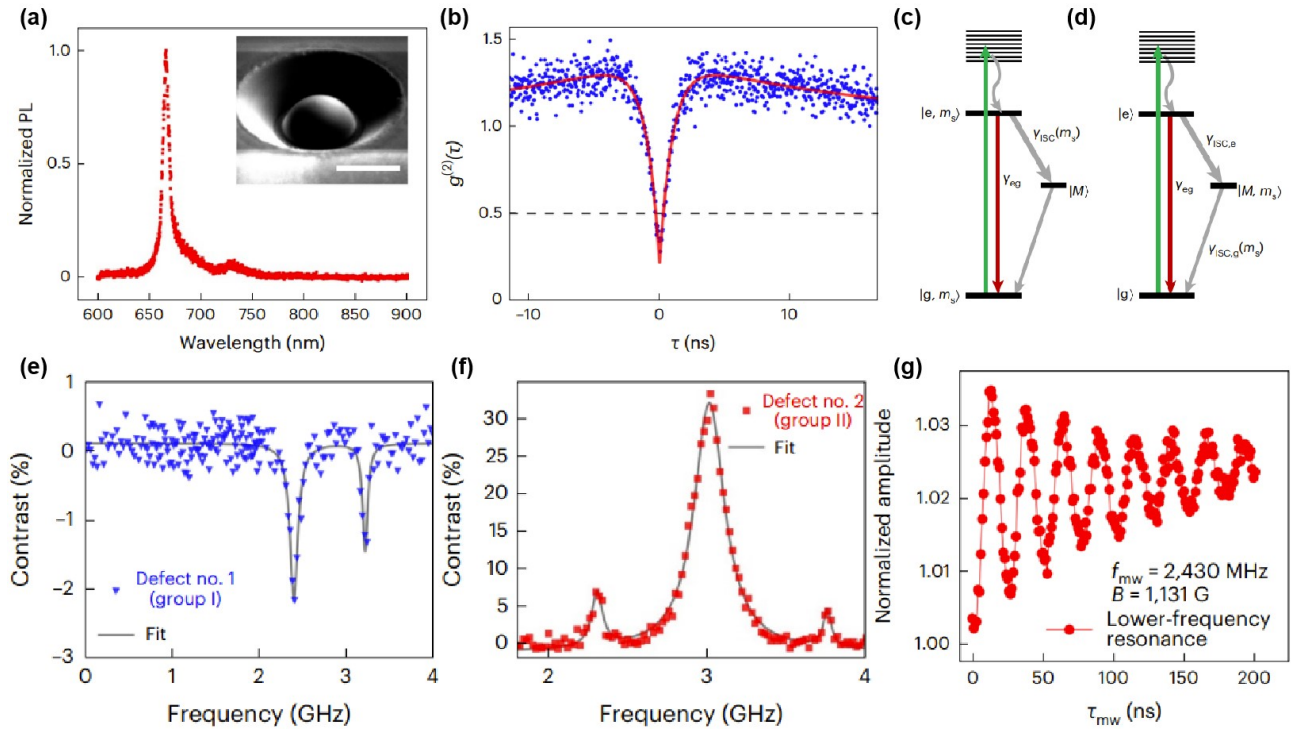 (a)
Normalized PL
1.0
0.5
0
600 650 700 750 800 850 900
Wavelength (nm)
(b)
g(2)(τ)
1.5
1.0
0.5
0
−10 0 10
τ (ns)
(c)
|e, ms⟩
γISC(ms)
γeg
|M⟩
|g, ms⟩
(d)
|e⟩
γISC,e
γeg
|M, ms⟩
γISC,g(ms)
|g⟩
(e)
Contrast (%)
1
0
−1
−2
−3
Defect no. 1
(group I)
Fit
0 1 2 3 4
Frequency (GHz)
(f)
Contrast (%)
30
20
10
0
Defect no. 2
(group II)
Fit
2 3 4
Frequency (GHz)
(g)
Normalized amplitude
1.03
1.02
1.01
1.00
fmw = 2,430 MHz
B = 1,131 G
Lower-frequency
resonance
0 50 100 150 200
τmw (ns)